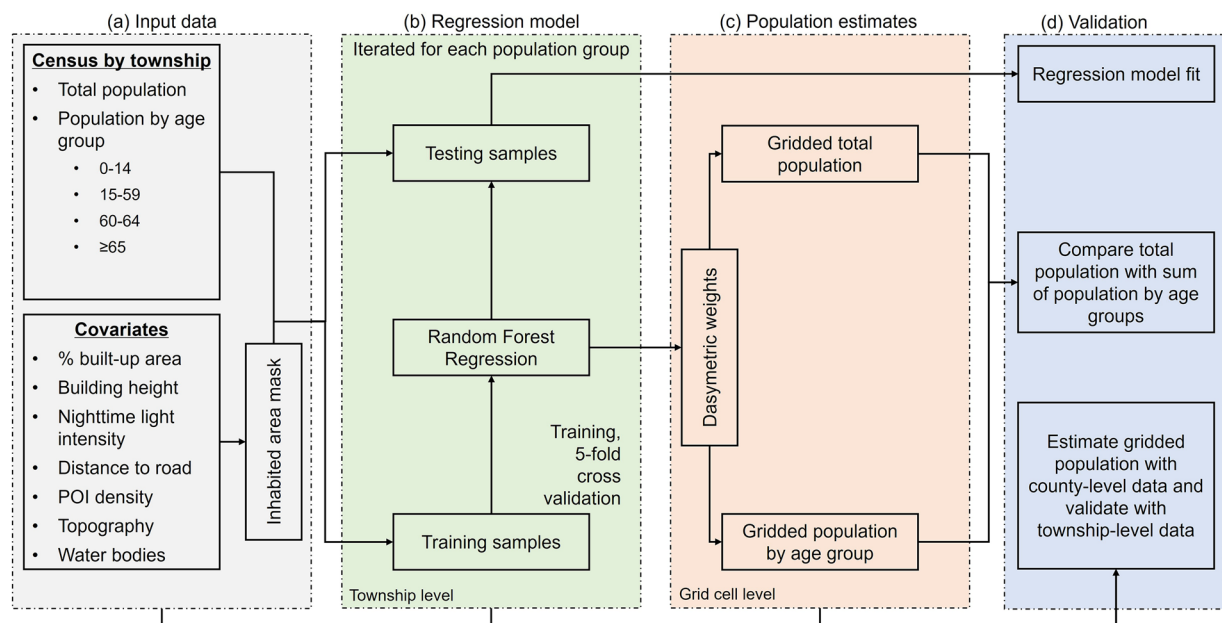 (a) Input data
Census by township
• Total population
• Population by age
group
• 0-14
• 15-59
• 60-64
• ≥65
Covariates
• % built-up area
• Building height
• Nighttime light
intensity
• Distance to road
• POI density
• Topography
• Water bodies
Inhabited area mask
(b) Regression model
Iterated for each population group
Testing samples
Random Forest
Regression
Training,
5-fold
cross
validation
Training samples
Township level
(c) Population estimates
Gridded total
population
Dasymetric weights
Gridded population
by age group
Grid cell level
(d) Validation
Regression model fit
Compare total
population with sum
of population by age
groups
Estimate gridded
population with
county-level data and
validate with
township-level data